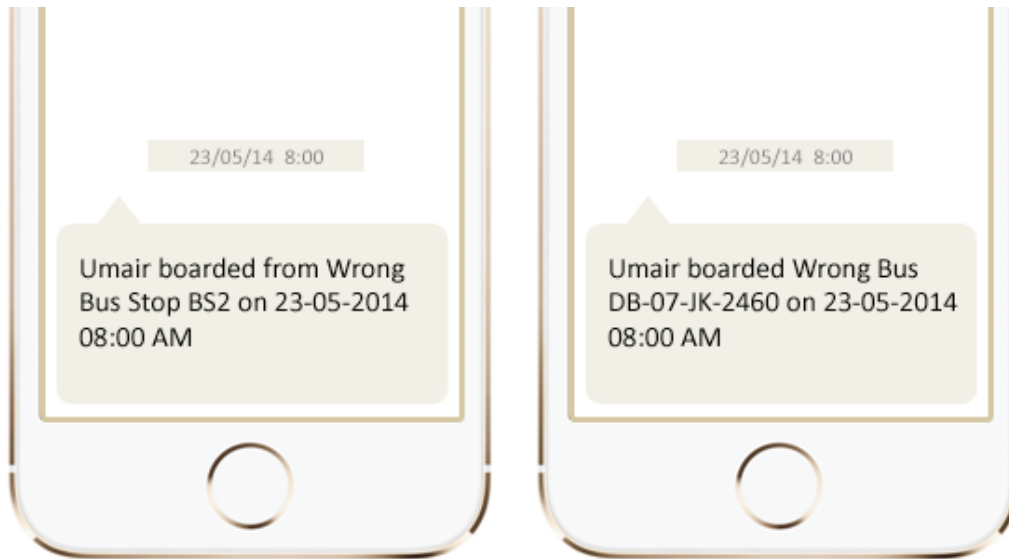 23/05/14 8:00
Umair boarded from Wrong
Bus Stop BS2 on 23-05-2014
08:00 AM
23/05/14 8:00
Umair boarded Wrong Bus
DB-07-JK-2460 on 23-05-2014
08:00 AM